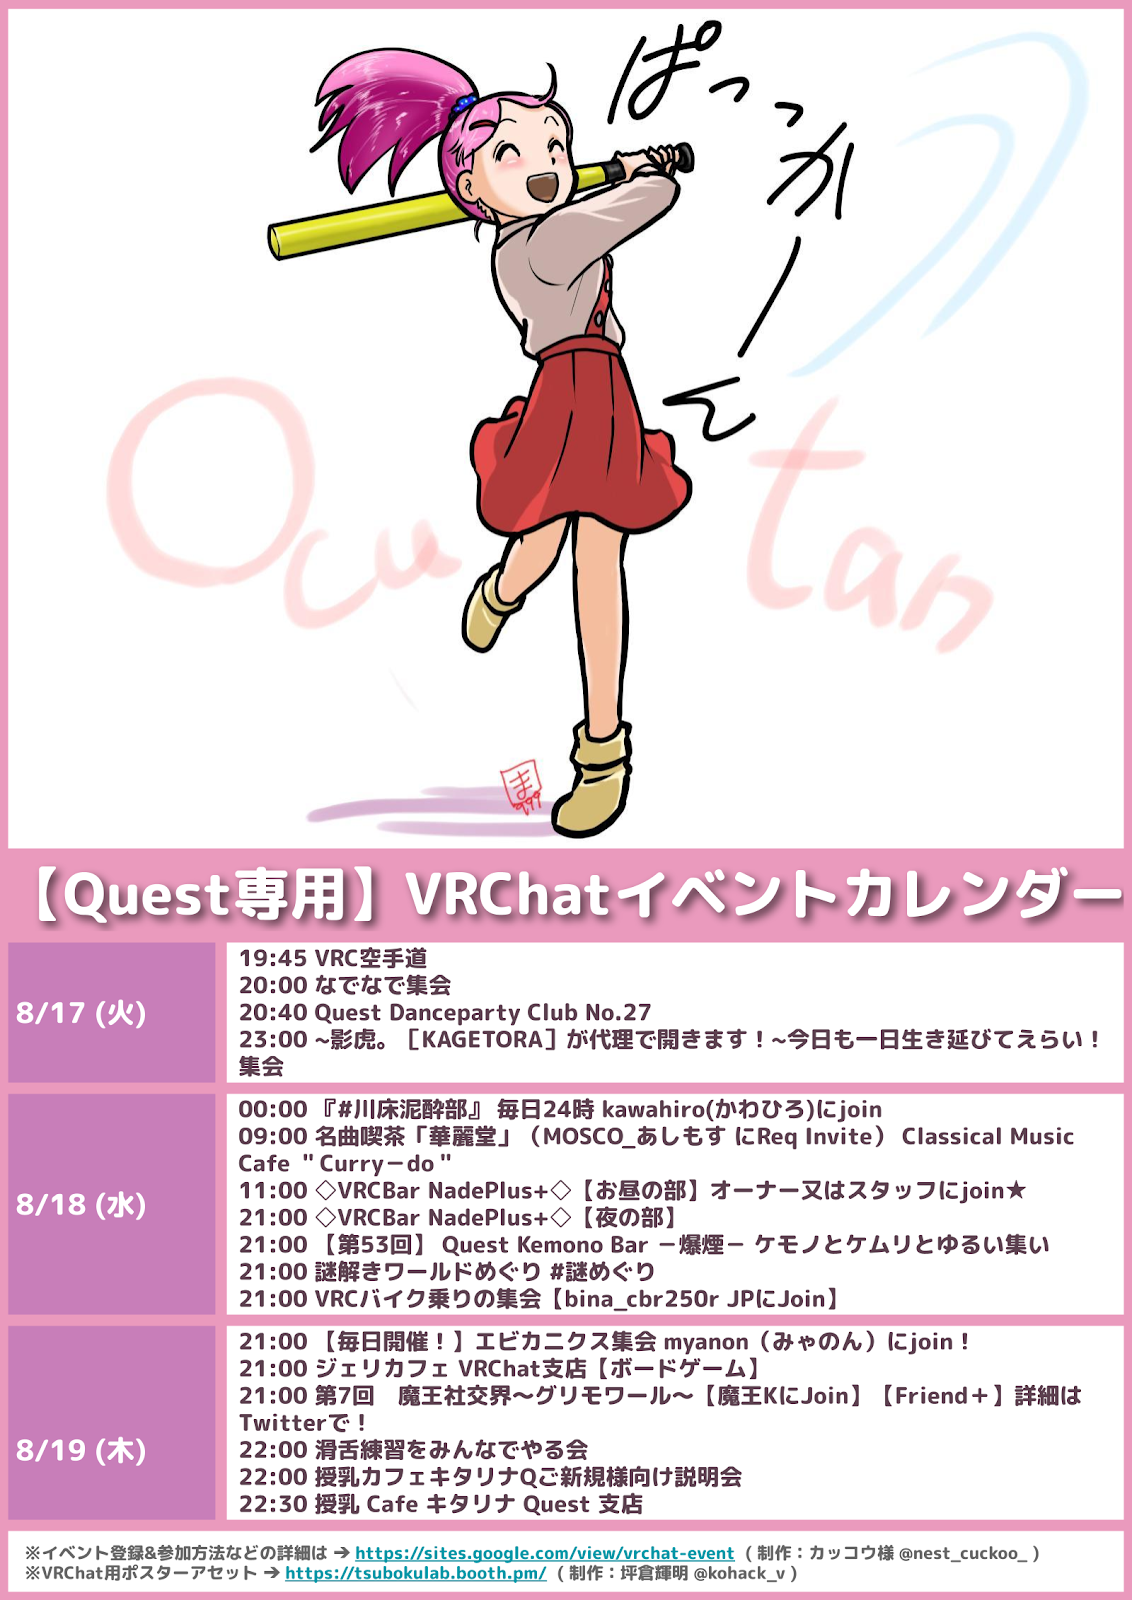 ぱっっかーん
Ocu tan
ま
999
【Quest専用】VRChatイベントカレンダー
8/17 (火)
19:45 VRC空手道
20:00 なでなで集会
20:40 Quest Danceparty Club No.27
23:00 ~影虎。［KAGETORA］が代理で開きます！~今日も一日生き延びてえらい！
集会
8/18 (水)
00:00 『#川床泥酔部』 毎日24時 kawahiro(かわひろ)にjoin
09:00 名曲喫茶「華麗堂」（MOSCO_あしもす にReq Invite） Classical Music
Cafe ＂Curryーdo＂
11:00 ◇VRCBar NadePlus+◇【お昼の部】オーナー又はスタッフにjoin★
21:00 ◇VRCBar NadePlus+◇【夜の部】
21:00 【第53回】 Quest Kemono Bar －爆煙－ ケモノとケムリとゆるい集い
21:00 謎解きワールドめぐり #謎めぐり
21:00 VRCバイク乗りの集会【bina_cbr250r JPにJoin】
8/19 (木)
21:00 【毎日開催！】エビカニクス集会 myanon（みゃのん）にjoin！
21:00 ジェリカフェ VRChat支店【ボードゲーム】
21:00 第7回　魔王社交界～グリモワール～【魔王KにJoin】【Friend＋】詳細は
Twitterで！
22:00 滑舌練習をみんなでやる会
22:00 授乳カフェキタリナQご新規様向け説明会
22:30 授乳 Cafe キタリナ Quest 支店
※イベント登録&参加方法などの詳細は ➔ https://sites.google.com/view/vrchat-event （ 制作：カッコウ様 @nest_cuckoo_ ）
※VRChat用ポスターアセット ➔ https://tsubokulab.booth.pm/ （ 制作：坪倉輝明 @kohack_v ）